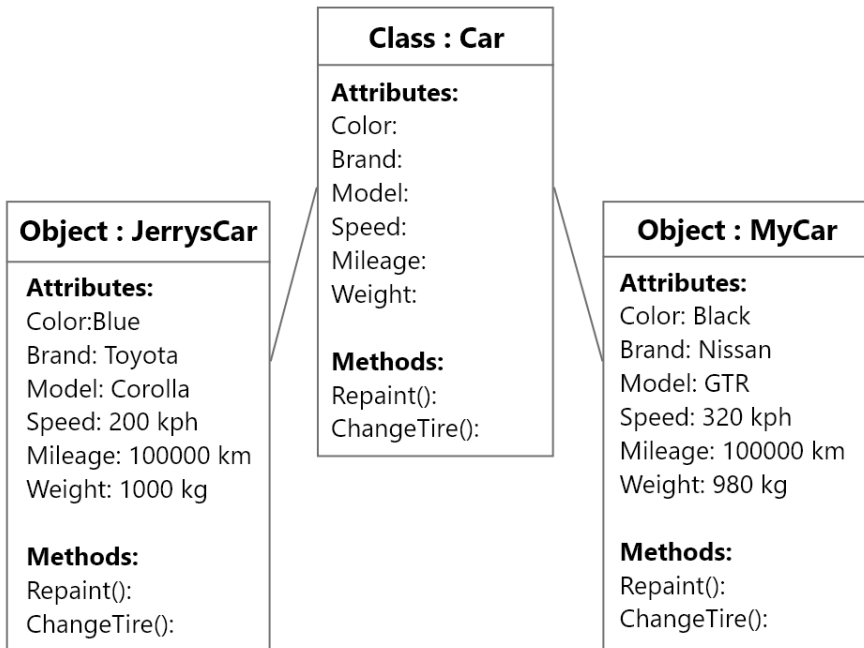 Class : Car
Attributes:
Color:
Brand:
Model:
Speed:
Mileage:
Weight:
Methods:
Repaint():
ChangeTire():
Object : JerrysCar
Attributes:
Color:Blue
Brand: Toyota
Model: Corolla
Speed: 200 kph
Mileage: 100000 km
Weight: 1000 kg
Methods:
Repaint():
ChangeTire():
Object : MyCar
Attributes:
Color: Black
Brand: Nissan
Model: GTR
Speed: 320 kph
Mileage: 100000 km
Weight: 980 kg
Methods:
Repaint():
ChangeTire():